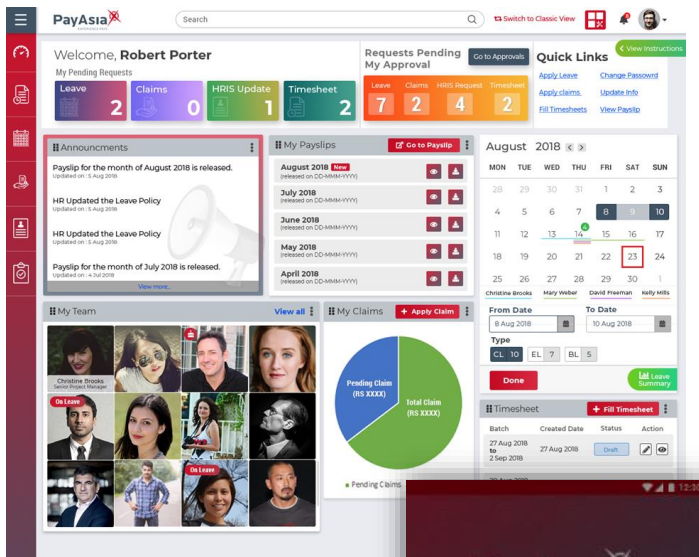 PayAsia
Search
Switch to Classic View
Welcome, Robert Porter
My Pending Requests
Leave
2
Claims
0
HRIS Update
1
Timesheet
2
Requests Pending
My Approval
Go to Approvals
Leave Claims HRIS Request Timesheet
7 2 4 2
Quick Links
View Instructions
Apply Leave Change Passowrd
Apply claims Update Info
Fill Timesheets View Payslip
Announcments
Payslip for the month of August 2018 is released.
Updated on : 5 Aug 2018
HR Updated the Leave Policy
Updated on : 5 Aug 2018
HR Updated the Leave Policy
Updated on : 5 Aug 2018
Payslip for the month of July 2018 is released.
Updated on : 4 Jul 2018
View more..
My Payslips
Go to Payslip
August 2018 New
(released on DD-MMM-YYYY)
July 2018
(released on DD-MMM-YYYY)
June 2018
(released on DD-MMM-YYYY)
May 2018
(released on DD-MMM-YYYY)
April 2018
(released on DD-MMM-YYYY)
August 2018
MON TUE WED THU FRI SAT SUN
28 29 30 31 1 2 3
4 5 6 7 8 9 10
11 12 13 14 4 15 16 17
18 19 20 21 22 23 24
25 26 27 28 29 30 1
Christine Brooks Mary Weber David Freeman Kelly Mills
From Date To Date
8 Aug 2018 10 Aug 2018
Type
CL 10 EL 7 BL 5
Done
Leave
Summary
My Team
View all
Christine Brooks
Senior Project Manager
On Leave
On Leave
My Claims
+ Apply Claim
Pending Claim
(RS XXXX)
Total Claim
(RS XXXX)
Pending Claims
Timesheet
+ Fill Timesheet
Batch Created Date Status Action
27 Aug 2018
to
2 Sep 2018
27 Aug 2018
Draft
12:30